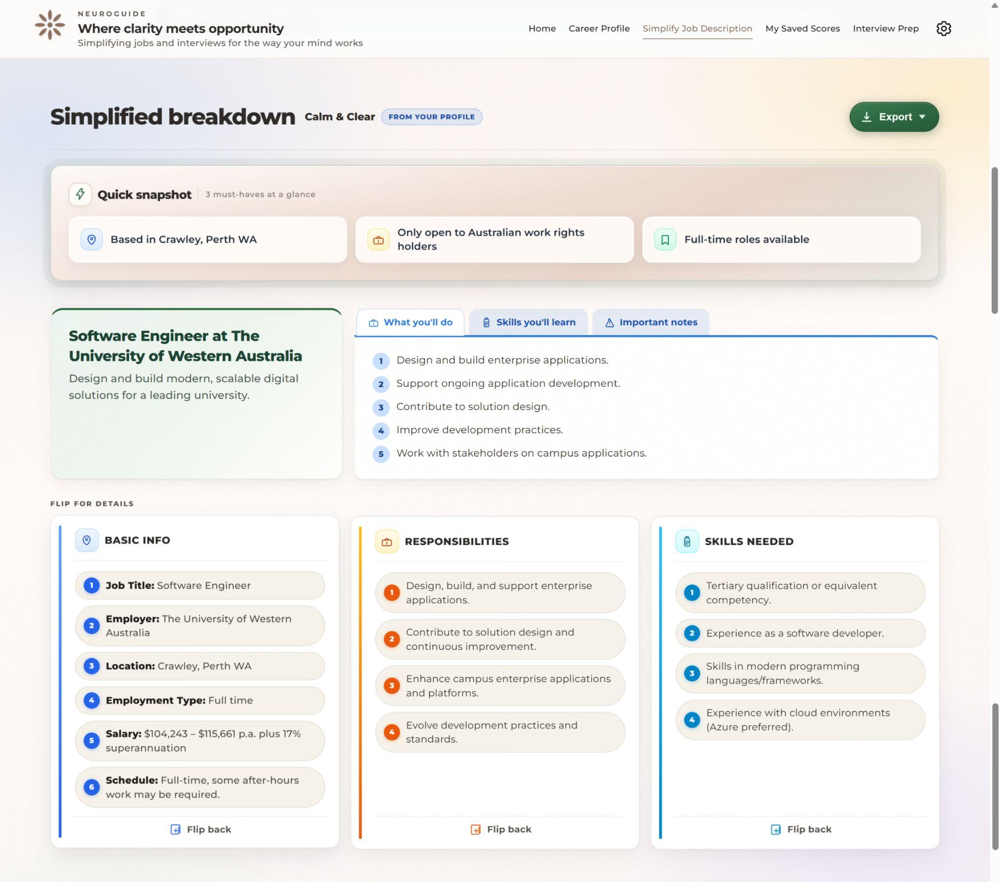 NEUROGUIDE
Where clarity meets opportunity
Simplifying jobs and interviews for the way your mind works
Home
Career Profile
Simplify Job Description
My Saved Scores
Interview Prep
Simplified breakdown
Calm & Clear
FROM YOUR PROFILE
Export
Quick snapshot
3 must-haves at a glance
Based in Crawley, Perth WA
Only open to Australian work rights
holders
Full-time roles available
Software Engineer at The
University of Western Australia
Design and build modern, scalable digital
solutions for a leading university.
What you'll do
Skills you'll learn
Important notes
1 Design and build enterprise applications.
2 Support ongoing application development.
3 Contribute to solution design.
4 Improve development practices.
5 Work with stakeholders on campus applications.
FLIP FOR DETAILS
BASIC INFO
1 Job Title: Software Engineer
2 Employer: The University of Western
Australia
3 Location: Crawley, Perth WA
4 Employment Type: Full time
5 Salary: $104,243 – $115,661 p.a. plus 17%
superannuation
6 Schedule: Full-time, some after-hours
work may be required.
Flip back
RESPONSIBILITIES
1 Design, build, and support enterprise
applications.
2 Contribute to solution design and
continuous improvement.
3 Enhance campus enterprise applications
and platforms.
4 Evolve development practices and
standards.
Flip back
SKILLS NEEDED
1 Tertiary qualification or equivalent
competency.
2 Experience as a software developer.
3 Skills in modern programming
languages/frameworks.
4 Experience with cloud environments
(Azure preferred).
Flip back